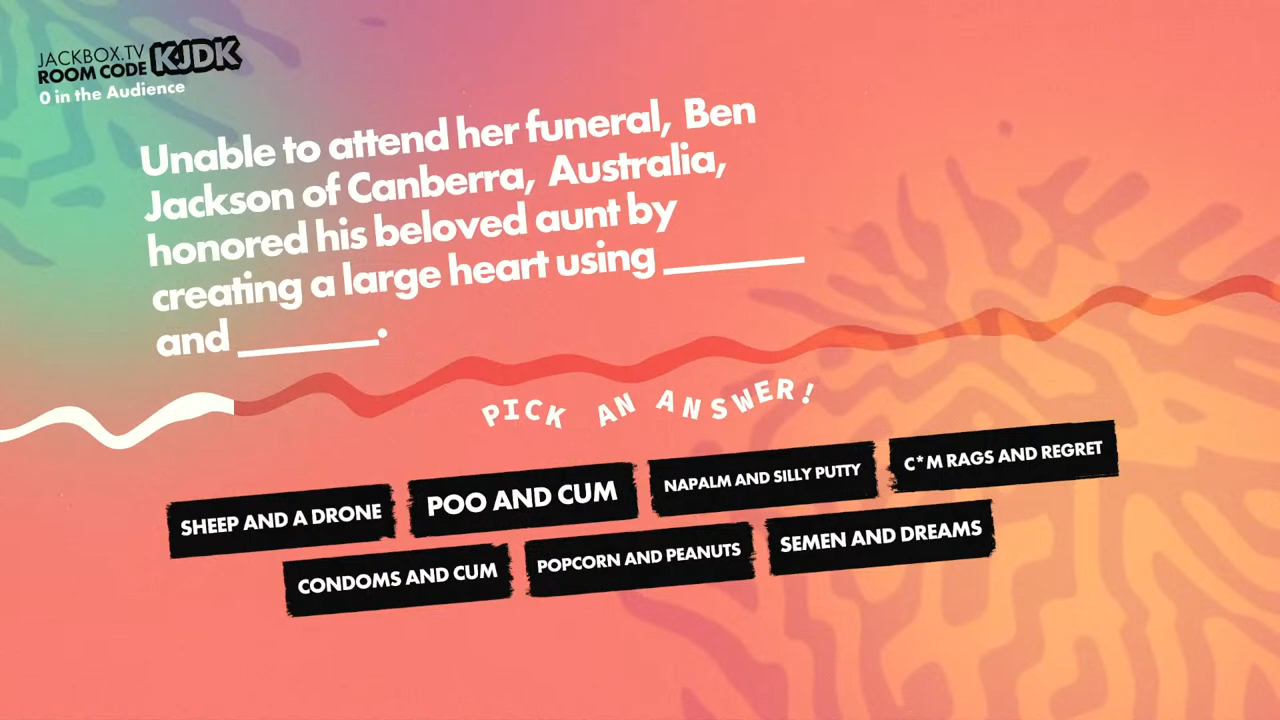 JACKBOX.TV
ROOM CODE KJDK
0 in the Audience
Unable to attend her funeral, Ben
Jackson of Canberra, Australia,
honored his beloved aunt by
creating a large heart using ______
and ______.
PICK AN ANSWER!
SHEEP AND A DRONE
POO AND CUM
NAPALM AND SILLY PUTTY
C*M RAGS AND REGRET
CONDOMS AND CUM
POPCORN AND PEANUTS
SEMEN AND DREAMS